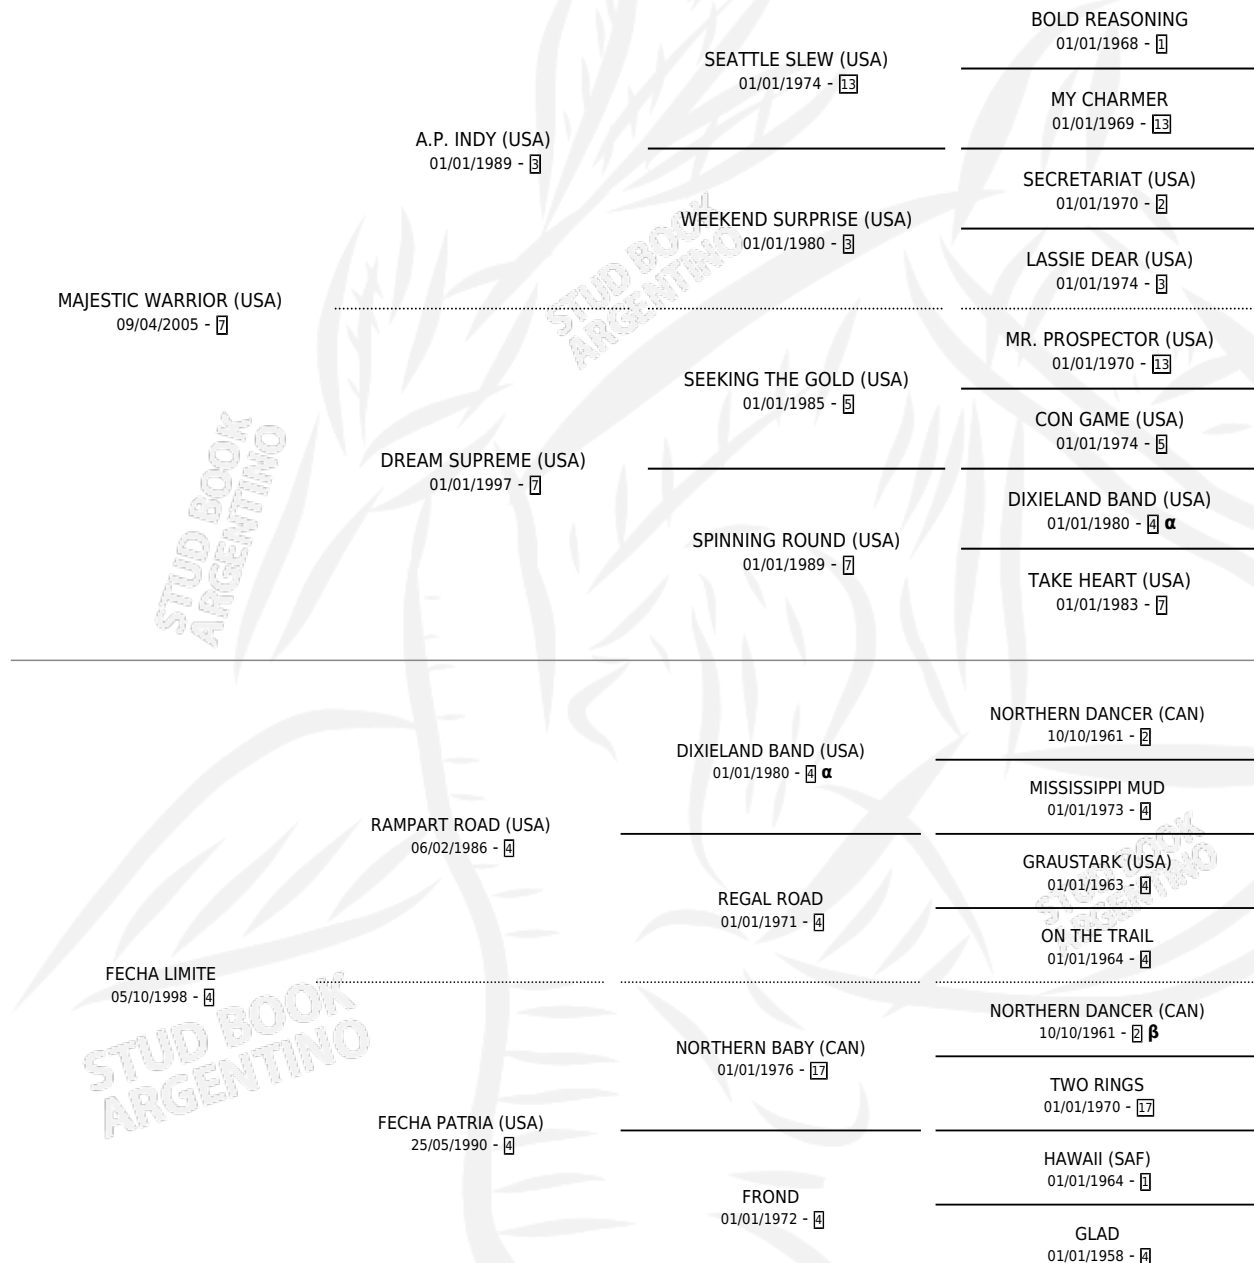 BOLD REASONING
01/01/1968 - 1
SEATTLE SLEW (USA)
01/01/1974 - 13
MY CHARMER
01/01/1969 - 13
A.P. INDY (USA)
01/01/1989 - 3
SECRETARIAT (USA)
01/01/1970 - 2
WEEKEND SURPRISE (USA)
01/01/1980 - 3
LASSIE DEAR (USA)
01/01/1974 - 3
MAJESTIC WARRIOR (USA)
09/04/2005 - 7
MR. PROSPECTOR (USA)
01/01/1970 - 13
SEEKING THE GOLD (USA)
01/01/1985 - 5
CON GAME (USA)
01/01/1974 - 5
DREAM SUPREME (USA)
01/01/1997 - 7
DIXIELAND BAND (USA)
01/01/1980 - 4 α
SPINNING ROUND (USA)
01/01/1989 - 7
TAKE HEART (USA)
01/01/1983 - 7
NORTHERN DANCER (CAN)
10/10/1961 - 2
DIXIELAND BAND (USA)
01/01/1980 - 4 α
MISSISSIPPI MUD
01/01/1973 - 4
RAMPART ROAD (USA)
06/02/1986 - 4
GRAUSTARK (USA)
01/01/1963 - 4
REGAL ROAD
01/01/1971 - 4
ON THE TRAIL
01/01/1964 - 4
FECHA LIMITE
05/10/1998 - 4
NORTHERN DANCER (CAN)
10/10/1961 - 2 β
NORTHERN BABY (CAN)
01/01/1976 - 17
TWO RINGS
01/01/1970 - 17
FECHA PATRIA (USA)
25/05/1990 - 4
HAWAII (SAF)
01/01/1964 - 1
FROND
01/01/1972 - 4
GLAD
01/01/1958 - 4
STUD BOOK
ARGENTINO
STUD BOOK
ARGENTINO
STUD BOOK
ARGENTINO
STUD BOOK
ARGENTINO